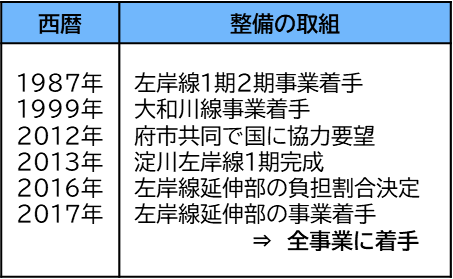 西暦 整備の取組
1987年 左岸線1期2期事業着手
1999年 大和川線事業着手
2012年 府市共同で国に協力要望
2013年 淀川左岸線1期完成
2016年 左岸線延伸部の負担割合決定
2017年 左岸線延伸部の事業着手
⇒ 全事業に着手